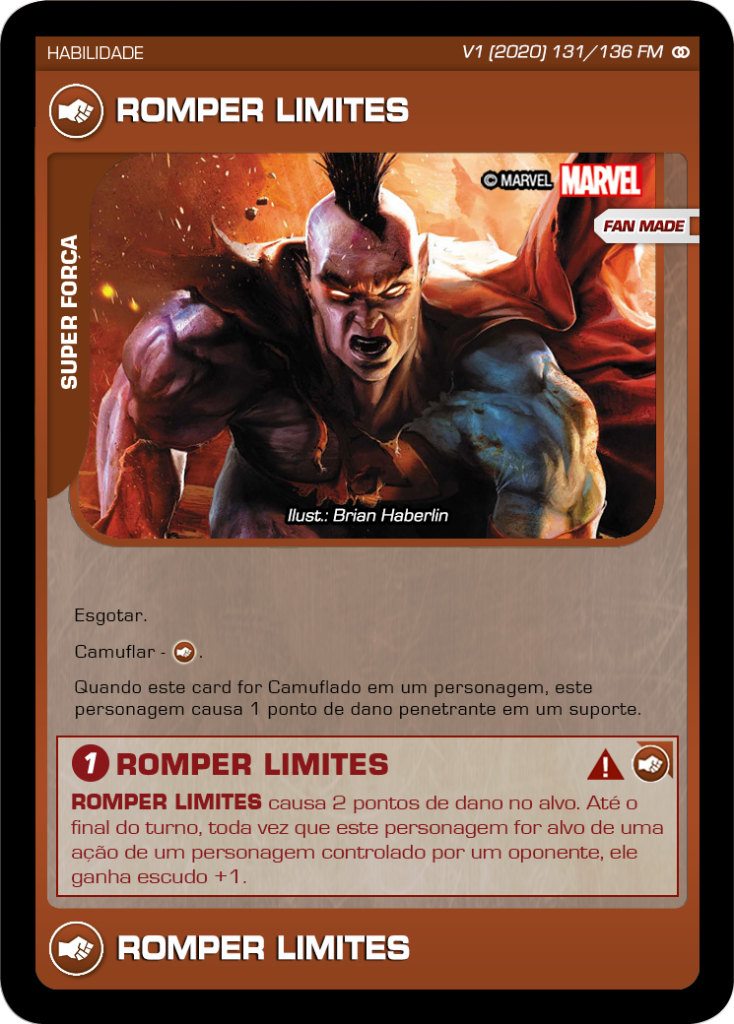 HABILIDADE
V1 (2020) 131/136 FM
ROMPER LIMITES
© MARVEL MARVEL
FAN MADE
SUPER FORÇA
Ilust.: Brian Haberlin
Esgotar.
Camuflar - .
Quando este card for Camuflado em um personagem, este
personagem causa 1 ponto de dano penetrante em um suporte.
1 ROMPER LIMITES !
ROMPER LIMITES causa 2 pontos de dano no alvo. Até o
final do turno, toda vez que este personagem for alvo de uma
ação de um personagem controlado por um oponente, ele
ganha escudo +1.
ROMPER LIMITES